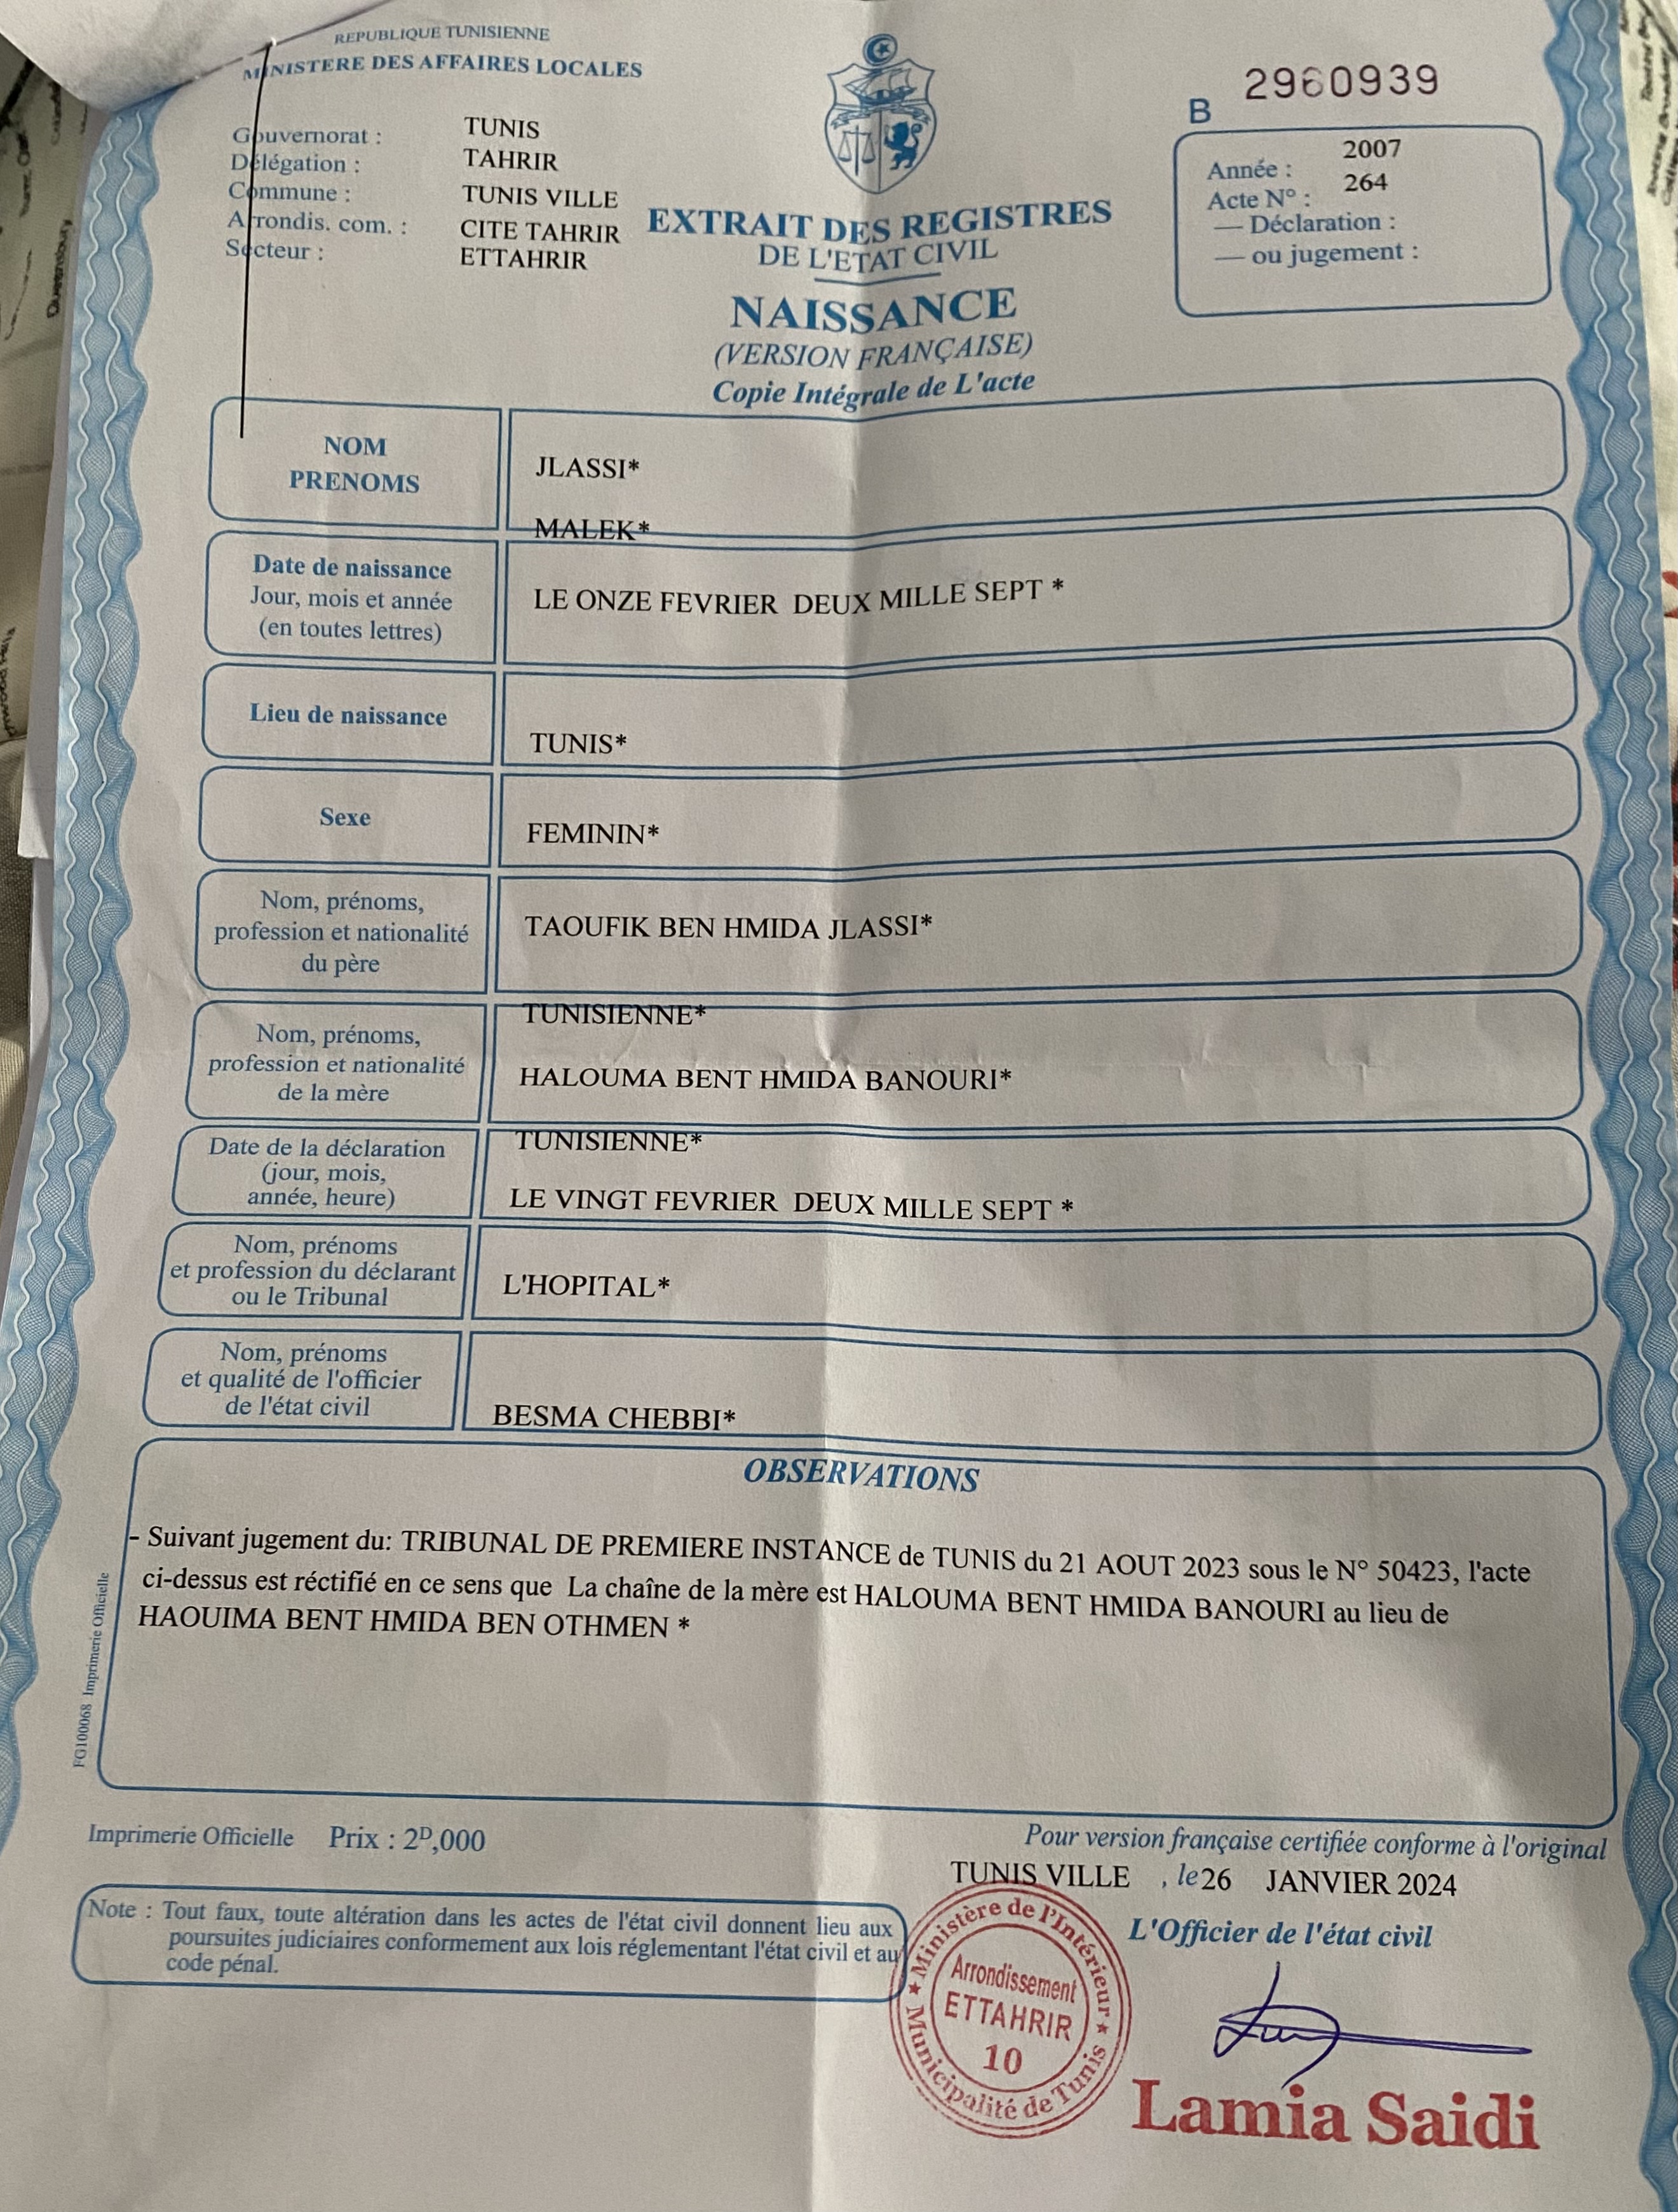 REPUBLIQUE TUNISIENNE
MINISTERE DES AFFAIRES LOCALES
Gouvernorat : TUNIS
Délégation : TAHRIR
Commune : TUNIS VILLE
Arrondis. com. : CITE TAHRIR
Secteur : ETTAHRIR
B 2960939
Année : 2007
Acte N° : 264
— Déclaration :
— ou jugement :
EXTRAIT DES REGISTRES
DE L'ETAT CIVIL
NAISSANCE
(VERSION FRANÇAISE)
Copie Intégrale de L'acte
NOM
PRENOMS
JLASSI*
MALEK*
Date de naissance
Jour, mois et année
(en toutes lettres)
LE ONZE FEVRIER DEUX MILLE SEPT *
Lieu de naissance
TUNIS*
Sexe
FEMININ*
Nom, prénoms,
profession et nationalité
du père
TAOUFIK BEN HMIDA JLASSI*
TUNISIENNE*
Nom, prénoms,
profession et nationalité
de la mère
HALOUMA BENT HMIDA BANOURI*
TUNISIENNE*
Date de la déclaration
(jour, mois,
année, heure)
LE VINGT FEVRIER DEUX MILLE SEPT *
Nom, prénoms
et profession du déclarant
ou le Tribunal
L'HOPITAL*
Nom, prénoms
et qualité de l'officier
de l'état civil
BESMA CHEBBI*
OBSERVATIONS
- Suivant jugement du: TRIBUNAL DE PREMIERE INSTANCE de TUNIS du 21 AOUT 2023 sous le N° 50423, l'acte
ci-dessus est réctifié en ce sens que La chaîne de la mère est HALOUMA BENT HMIDA BANOURI au lieu de
HAOUIMA BENT HMIDA BEN OTHMEN *
FG100068 Imprimerie Officielle
Imprimerie Officielle Prix : 2D,000
Pour version française certifiée conforme à l'original
TUNIS VILLE , le 26 JANVIER 2024
L'Officier de l'état civil
Note : Tout faux, toute altération dans les actes de l'état civil donnent lieu aux
poursuites judiciaires conformement aux lois réglementant l'état civil et au
code pénal.
Ministère de l'Intérieur
Arrondissement
ETTAHRIR
10
Municipalité de Tunis
Lamia Saidi